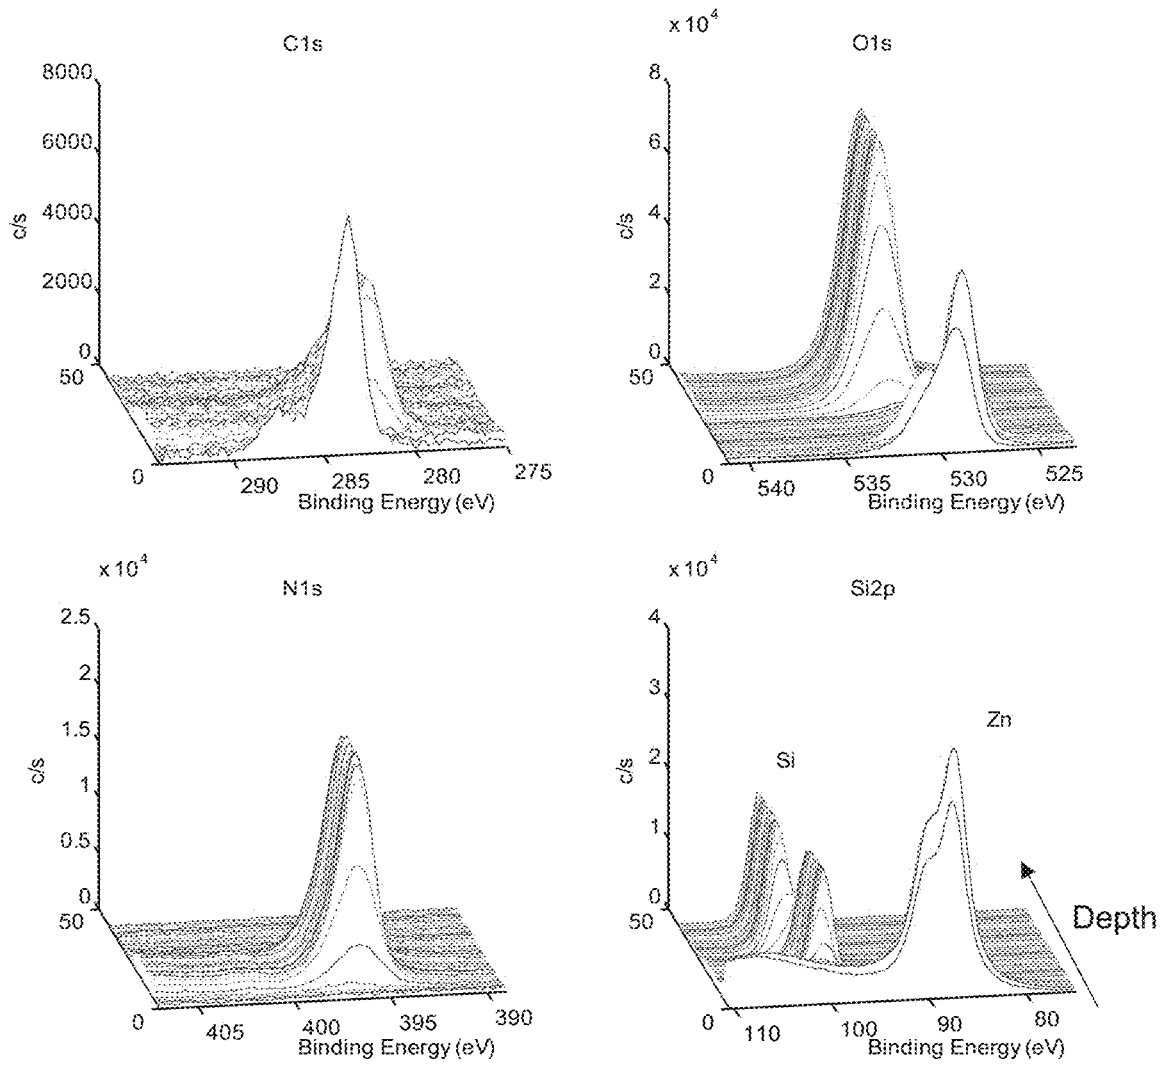 C1s
8000
6000
4000
2000
0
50
0
c/s
290
285
280
275
Binding Energy (eV)
x 10^4
O1s
8
6
4
2
0
50
0
c/s
540
535
530
525
Binding Energy (eV)
x 10^4
N1s
2.5
2
1.5
1
0.5
0
50
0
c/s
405
400
395
390
Binding Energy (eV)
x 10^4
Si2p
4
3
2
1
0
50
0
c/s
Si
Zn
Depth
110
100
90
80
Binding Energy (eV)